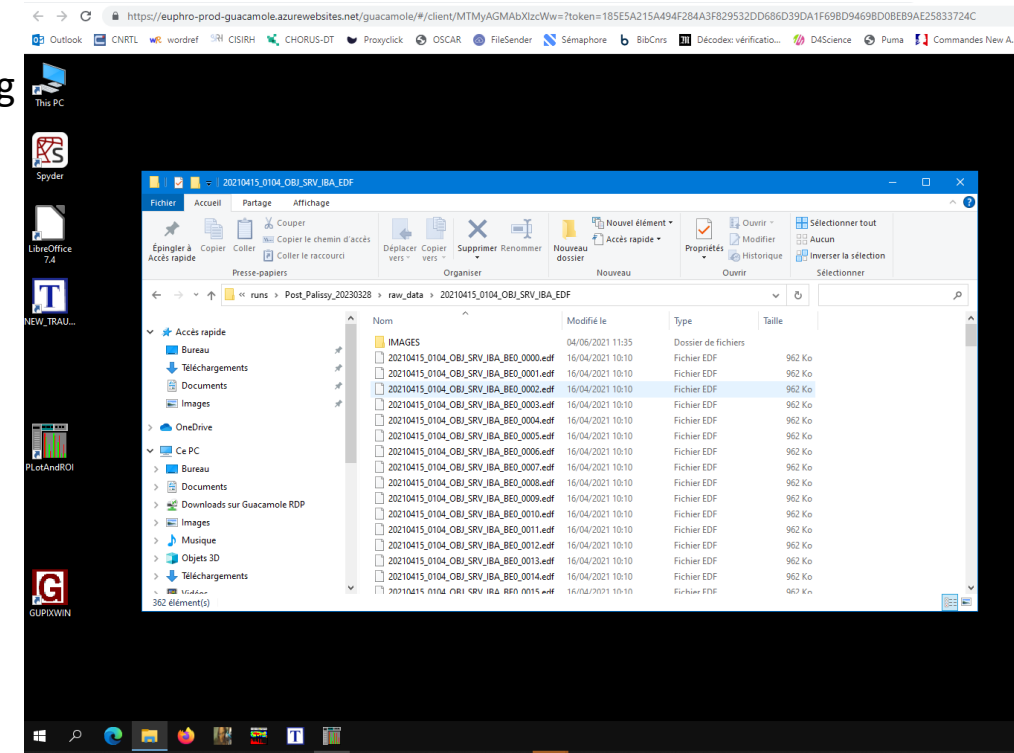 https://euphro-prod-guacamole.azurewebsites.net/guacamole/#/client/MTMyAGMAbXlzcWw=?token=185E5A215A494F284A3F829532DD686D39DA1F69BD9469BD0BEB9AE25833724C
Outlook CNRTL wordref CISIRH CHORUS-DT Proxyclick OSCAR FileSender Sémaphore BibCnrs Décodex: vérificatio... D4Science Puma Commandes New A.
g
This PC
Spyder
LibreOffice
7.4
NEW_TRAU...
PLotAndROI
GUPIXWIN
20210415_0104_OBJ_SRV_IBA_EDF
Fichier Accueil Partage Affichage
Épingler à
Accès rapide
Copier
Coller
Couper
Copier le chemin d'accès
Coller le raccourci
Déplacer
vers
Copier
vers
Supprimer
Renommer
Nouveau
dossier
Nouvel élément
Accès rapide
Propriétés
Ouvrir
Modifier
Historique
Sélectionner tout
Aucun
Inverser la sélection
Presse-papiers Organiser Nouveau Ouvrir Sélectionner
« runs > Post_Palissy_20230328 > raw_data > 20210415_0104_OBJ_SRV_IBA_EDF
Accès rapide
Bureau
Téléchargements
Documents
Images
OneDrive
Ce PC
Bureau
Documents
Downloads sur Guacamole RDP
Images
Musique
Objets 3D
Téléchargements
Vidéos
Nom Modifié le Type Taille
IMAGES 04/06/2021 11:35 Dossier de fichiers
20210415_0104_OBJ_SRV_IBA_BE0_0000.edf 16/04/2021 10:10 Fichier EDF 962 Ko
20210415_0104_OBJ_SRV_IBA_BE0_0001.edf 16/04/2021 10:10 Fichier EDF 962 Ko
20210415_0104_OBJ_SRV_IBA_BE0_0002.edf 16/04/2021 10:10 Fichier EDF 962 Ko
20210415_0104_OBJ_SRV_IBA_BE0_0003.edf 16/04/2021 10:10 Fichier EDF 962 Ko
20210415_0104_OBJ_SRV_IBA_BE0_0004.edf 16/04/2021 10:10 Fichier EDF 962 Ko
20210415_0104_OBJ_SRV_IBA_BE0_0005.edf 16/04/2021 10:10 Fichier EDF 962 Ko
20210415_0104_OBJ_SRV_IBA_BE0_0006.edf 16/04/2021 10:10 Fichier EDF 962 Ko
20210415_0104_OBJ_SRV_IBA_BE0_0007.edf 16/04/2021 10:10 Fichier EDF 962 Ko
20210415_0104_OBJ_SRV_IBA_BE0_0008.edf 16/04/2021 10:10 Fichier EDF 962 Ko
20210415_0104_OBJ_SRV_IBA_BE0_0009.edf 16/04/2021 10:10 Fichier EDF 962 Ko
20210415_0104_OBJ_SRV_IBA_BE0_0010.edf 16/04/2021 10:10 Fichier EDF 962 Ko
20210415_0104_OBJ_SRV_IBA_BE0_0011.edf 16/04/2021 10:10 Fichier EDF 962 Ko
20210415_0104_OBJ_SRV_IBA_BE0_0012.edf 16/04/2021 10:10 Fichier EDF 962 Ko
20210415_0104_OBJ_SRV_IBA_BE0_0013.edf 16/04/2021 10:10 Fichier EDF 962 Ko
20210415_0104_OBJ_SRV_IBA_BE0_0014.edf 16/04/2021 10:10 Fichier EDF 962 Ko
20210415_0104_OBJ_SRV_IBA_BE0_0015.edf 16/04/2021 10:10 Fichier EDF 962 Ko
362 élément(s)